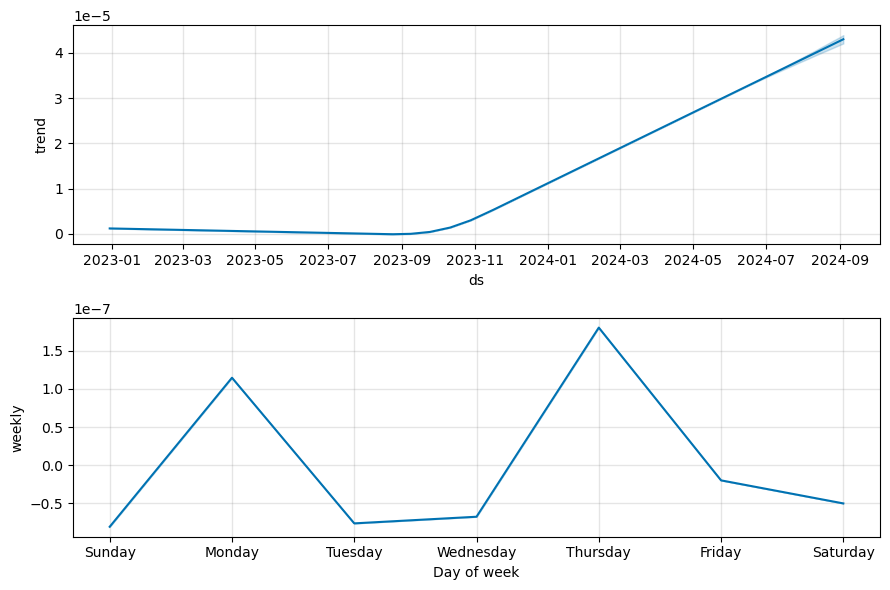 1e−5
4
3
2
1
0
trend
2023-01 2023-03 2023-05 2023-07 2023-09 2023-11 2024-01 2024-03 2024-05 2024-07 2024-09
ds
1e−7
1.5
1.0
0.5
0.0
−0.5
weekly
Sunday Monday Tuesday Wednesday Thursday Friday Saturday
Day of week